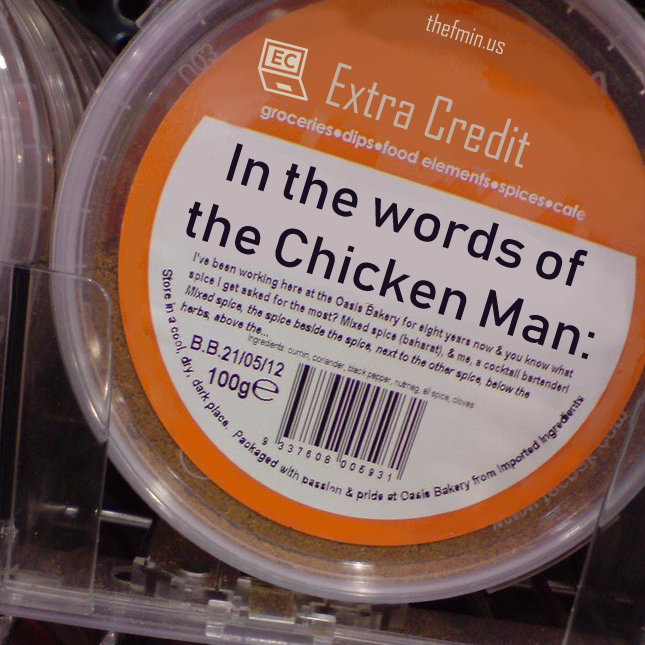 thefmin.us
EC
Extra Credit
groceries•dips•food elements•spices•cafe
In the words of
the Chicken Man:
I've been working here at the Oasis Bakery for eight years now & you know what
spice I get asked for the most? Mixed spice (baharat), & me, a cocktail bartender!
Mixed spice, the spice beside the spice, next to the other spice, below the
herbs, above the...
Ingredients: cumin, coriander, black pepper, nutmeg, all spice, cloves
B.B.21/05/12
100g℮
9 337608 005931
Store in a cool, dry, dark place. Packaged with passion & pride at Oasis Bakery from imported ingredients